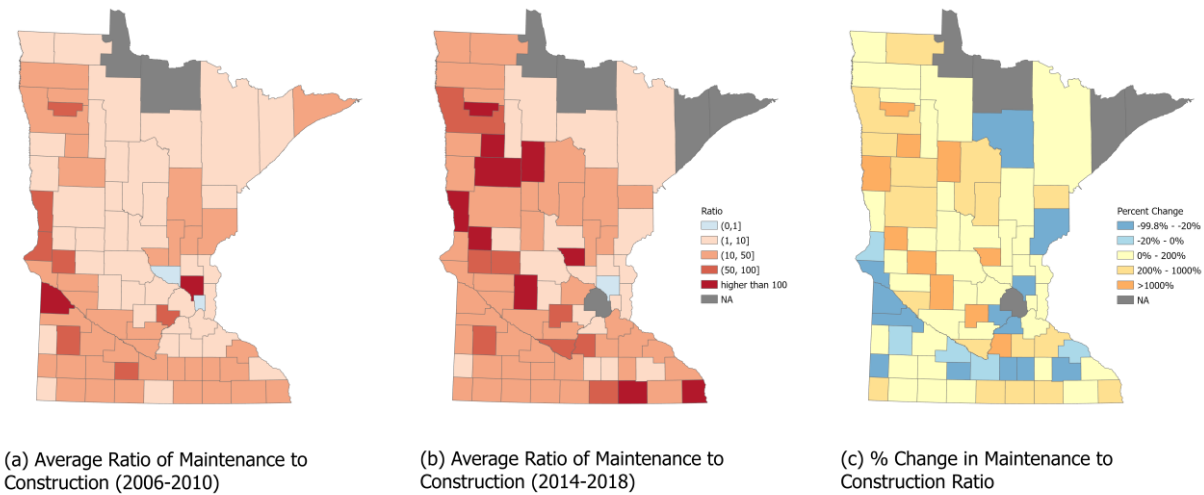 Ratio
(0,1]
(1, 10]
(10, 50]
(50, 100]
higher than 100
NA
Percent Change
-99.8% - -20%
-20% - 0%
0% - 200%
200% - 1000%
>1000%
NA
(a) Average Ratio of Maintenance to
Construction (2006-2010)
(b) Average Ratio of Maintenance to
Construction (2014-2018)
(c) % Change in Maintenance to
Construction Ratio